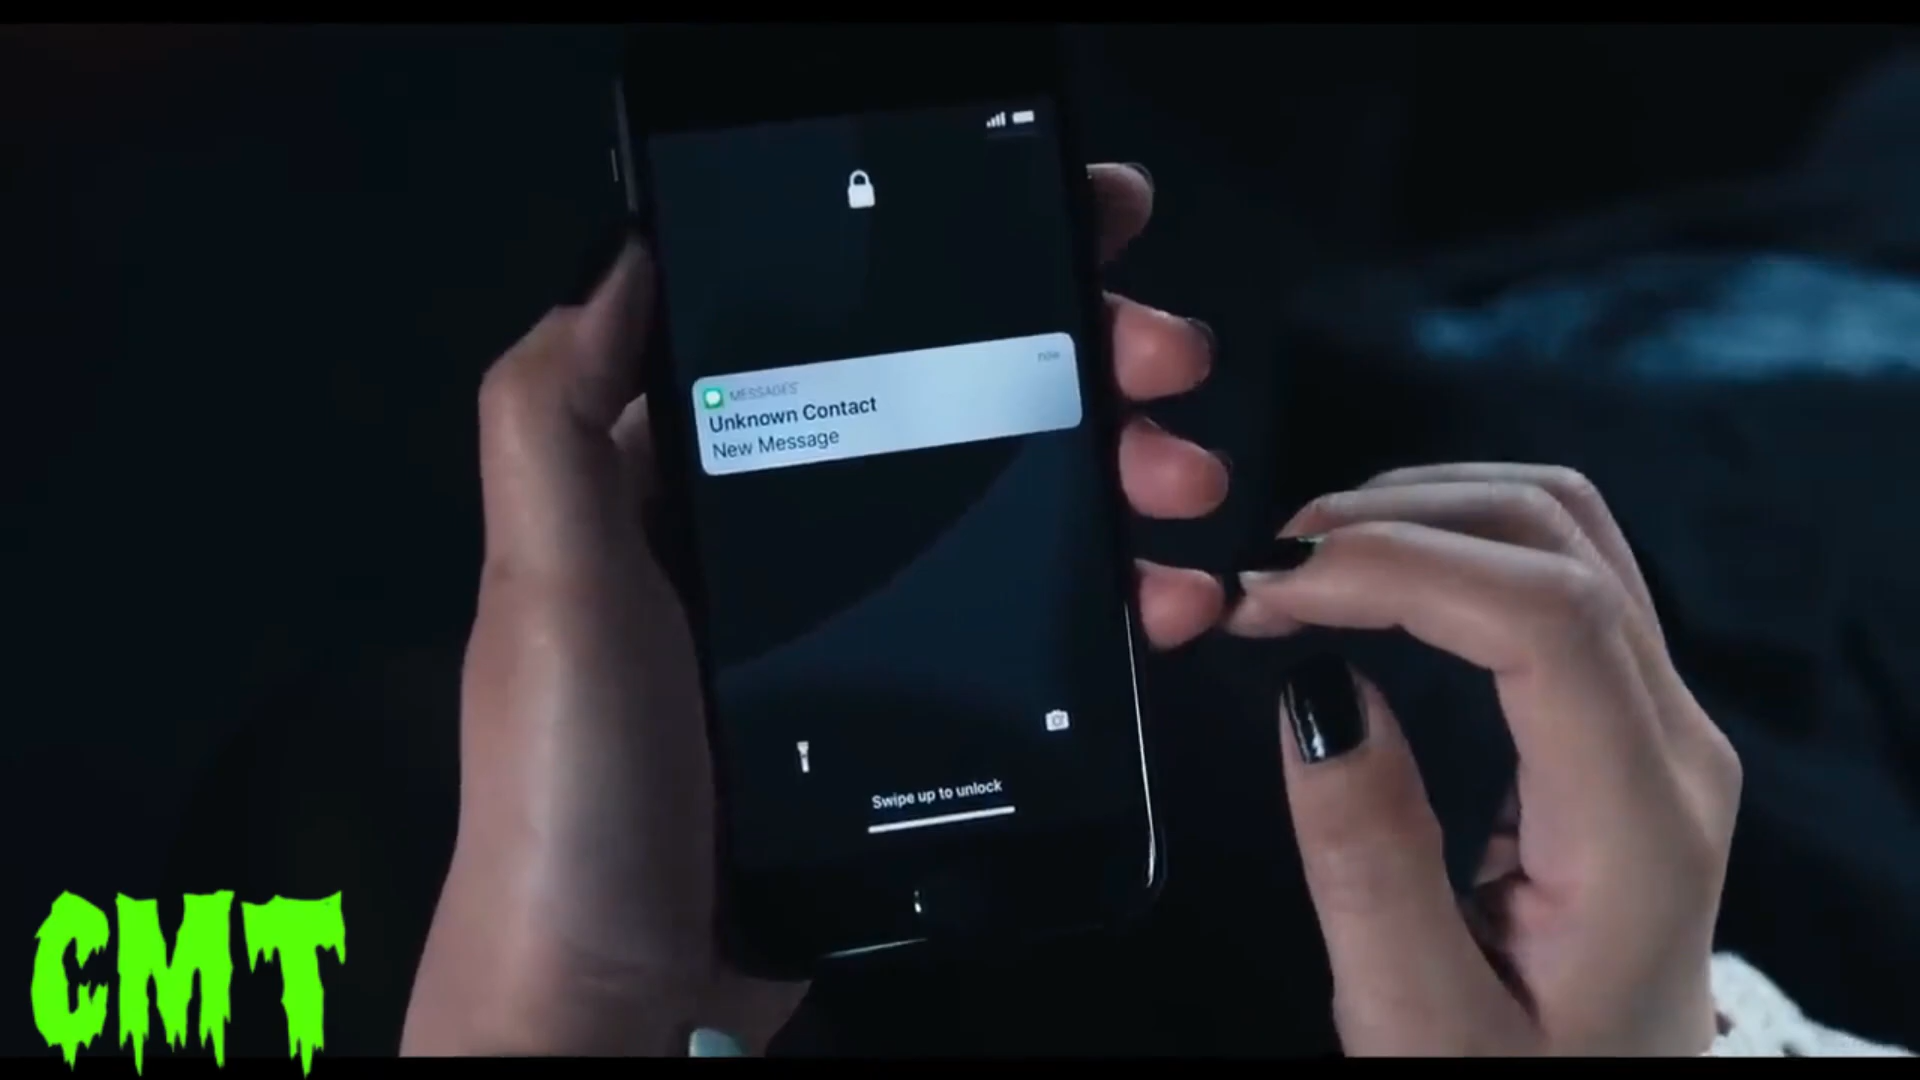 MESSAGES
now
Unknown Contact
New Message
Swipe up to unlock
CMT